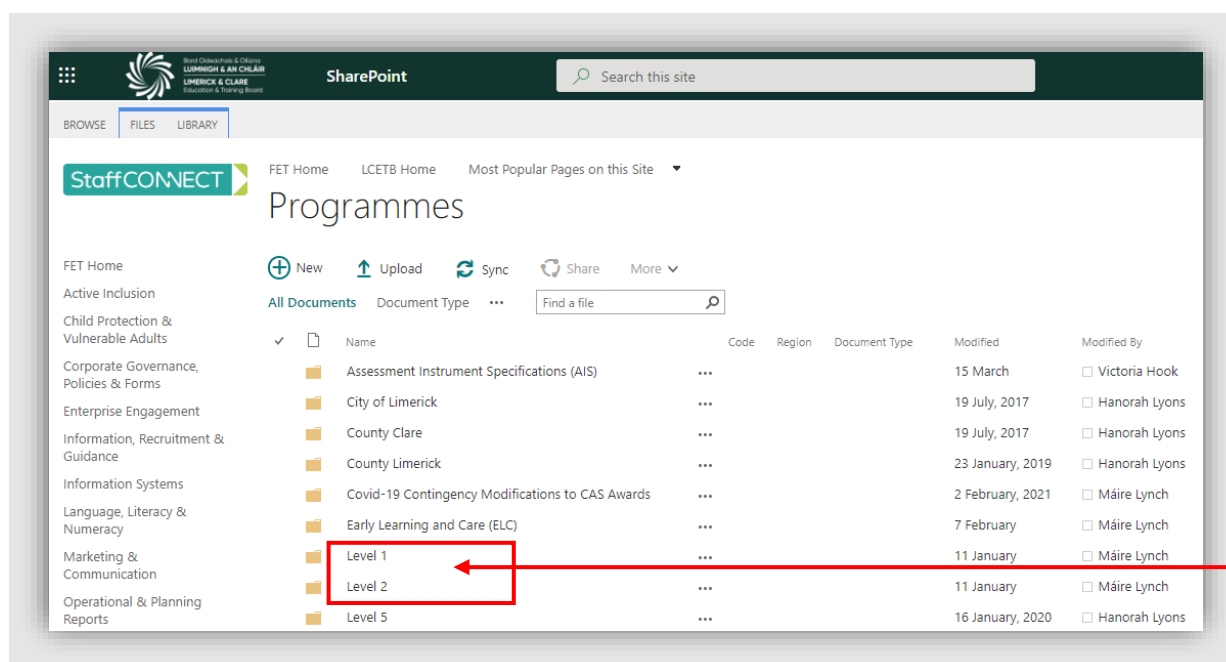 Bord Oideachais & Oiliúna
LUIMNIGH & AN CHLÁIR
LIMERICK & CLARE
Education & Training Board
SharePoint
Search this site
BROWSE FILES LIBRARY
StaffCONNECT
FET Home LCETB Home Most Popular Pages on this Site
Programmes
FET Home
Active Inclusion
Child Protection &
Vulnerable Adults
Corporate Governance,
Policies & Forms
Enterprise Engagement
Information, Recruitment &
Guidance
Information Systems
Language, Literacy &
Numeracy
Marketing &
Communication
Operational & Planning
Reports
New Upload Sync Share More
All Documents Document Type ••• Find a file
Name Code Region Document Type Modified Modified By
Assessment Instrument Specifications (AIS) ••• 15 March Victoria Hook
City of Limerick ••• 19 July, 2017 Hanorah Lyons
County Clare ••• 19 July, 2017 Hanorah Lyons
County Limerick ••• 23 January, 2019 Hanorah Lyons
Covid-19 Contingency Modifications to CAS Awards ••• 2 February, 2021 Máire Lynch
Early Learning and Care (ELC) ••• 7 February Máire Lynch
Level 1 ••• 11 January Máire Lynch
Level 2 ••• 11 January Máire Lynch
Level 5 ••• 16 January, 2020 Hanorah Lyons